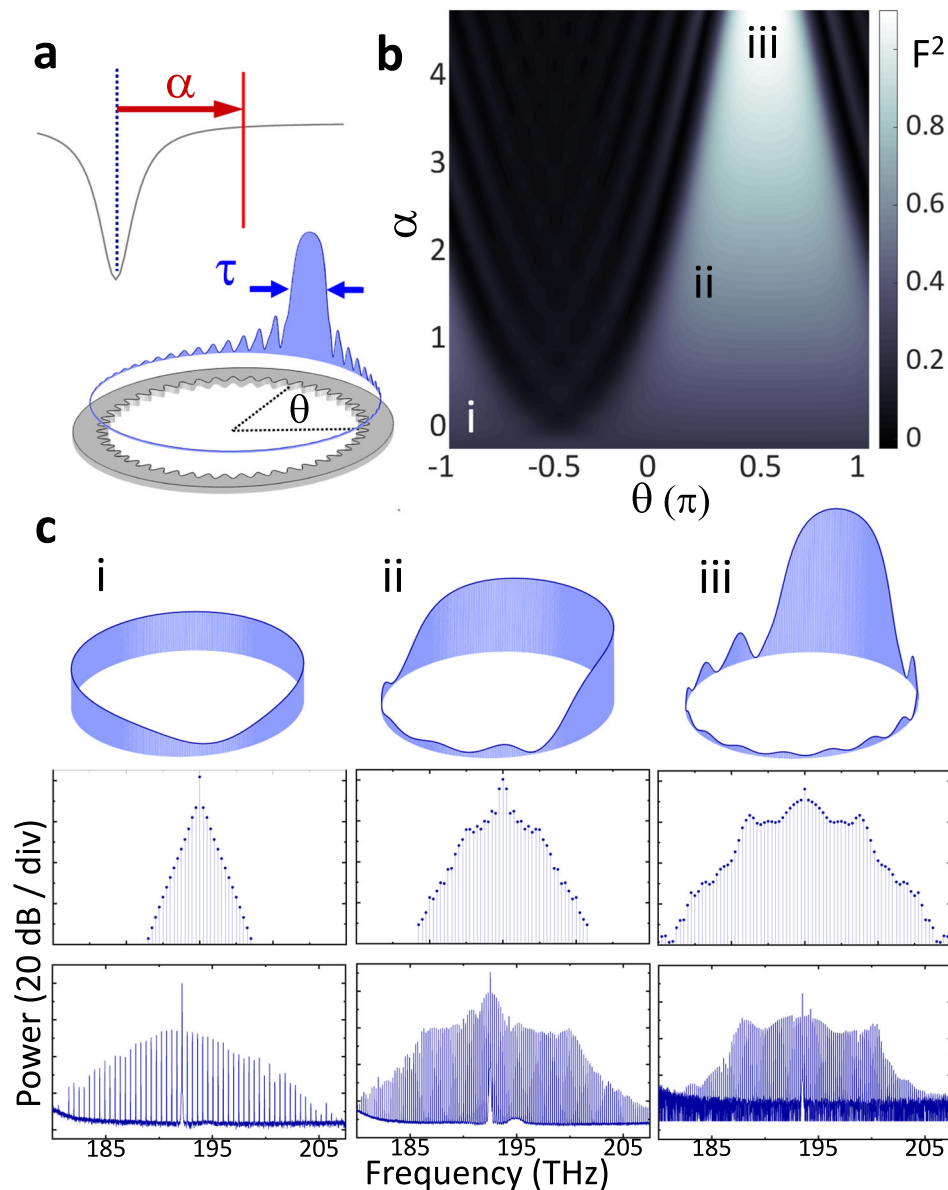 a
α
τ
θ
b
iii
ii
i
F²
4
3
2
1
0
α
1
0.8
0.6
0.4
0.2
0
-1 -0.5 0 0.5 1
θ (π)
c
i ii iii
Power (20 dB / div)
185 195 205 185 195 205 185 195 205
Frequency (THz)